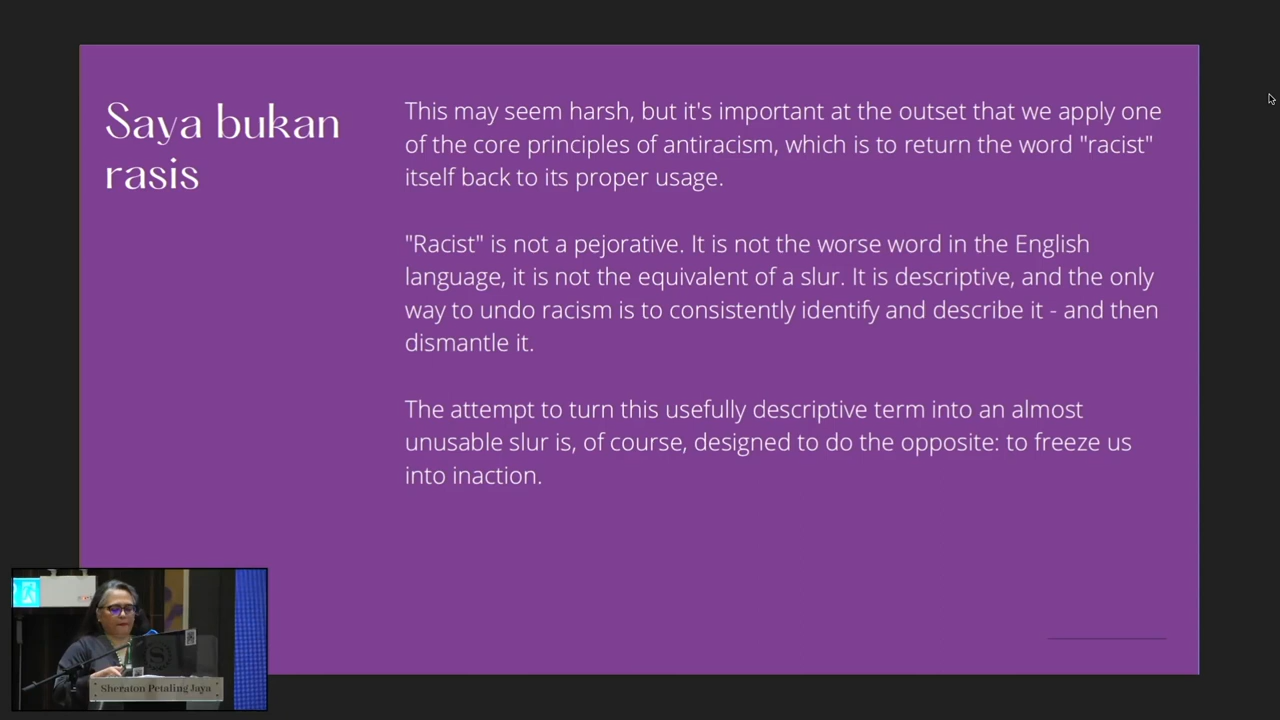 Saya bukan
rasis
This may seem harsh, but it's important at the outset that we apply one
of the core principles of antiracism, which is to return the word "racist"
itself back to its proper usage.
"Racist" is not a pejorative. It is not the worse word in the English
language, it is not the equivalent of a slur. It is descriptive, and the only
way to undo racism is to consistently identify and describe it - and then
dismantle it.
The attempt to turn this usefully descriptive term into an almost
unusable slur is, of course, designed to do the opposite: to freeze us
into inaction.
Sheraton Petaling Jaya